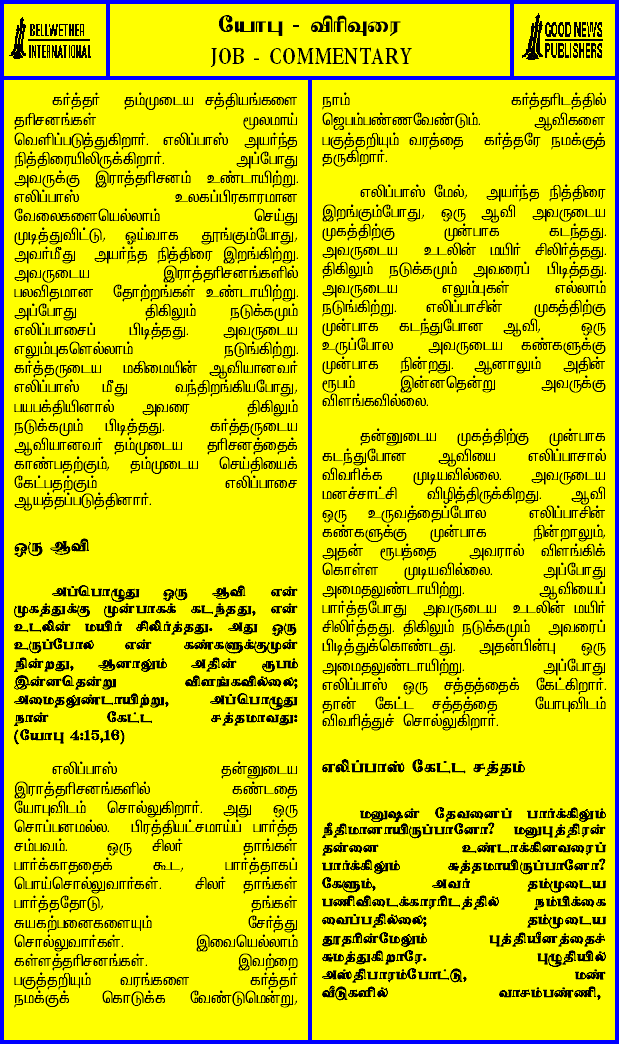 BELLWETHER
INTERNATIONAL
யோபு - விரிவுரை
JOB - COMMENTARY
GOOD NEWS
PUBLISHERS
கர்த்தர் தம்முடைய சத்தியங்களை
தரிசனங்கள் மூலமாய்
வெளிப்படுத்துகிறார். எலிப்பாஸ் அயர்ந்த
நித்திரையிலிருக்கிறார். அப்போது
அவருக்கு இராத்தரிசனம் உண்டாயிற்று.
எலிப்பாஸ் உலகப்பிரகாரமான
வேலைகளையெல்லாம் செய்து
முடித்துவிட்டு, ஓய்வாக தூங்கும்போது,
அவர்மீது அயர்ந்த நித்திரை இறங்கிற்று.
அவருடைய இராத்தரிசனங்களில்
பலவிதமான தோற்றங்கள் உண்டாயிற்று.
அப்போது திகிலும் நடுக்கமும்
எலிப்பாசைப் பிடித்தது. அவருடைய
எலும்புகளெல்லாம் நடுங்கிற்று.
கர்த்தருடைய மகிமையின் ஆவியானவர்
எலிப்பாஸ் மீது வந்திறங்கியபோது,
பயபக்தியினால் அவரை திகிலும்
நடுக்கமும் பிடித்தது. கர்த்தருடைய
ஆவியானவர் தம்முடைய தரிசனத்தைக்
காண்பதற்கும், தம்முடைய செய்தியைக்
கேட்பதற்கும் எலிப்பாசை
ஆயத்தப்படுத்தினார்.
ஒரு ஆவி
அப்பொழுது ஒரு ஆவி என்
முகத்துக்கு முன்பாகக் கடந்தது, என்
உடலின் மயிர் சிலிர்த்தது. அது ஒரு
உருப்போல என் கண்களுக்குமுன்
நின்றது, ஆனாலும் அதின் ரூபம்
இன்னதென்று விளங்கவில்லை;
அமைதலுண்டாயிற்று, அப்பொழுது
நான் கேட்ட சத்தமாவது:
(யோபு 4:15,16)
எலிப்பாஸ் தன்னுடைய
இராத்தரிசனங்களில் கண்டதை
யோபுவிடம் சொல்லுகிறார். அது ஒரு
சொப்பனமல்ல. பிரத்தியட்சமாய்ப் பார்த்த
சம்பவம். ஒரு சிலர் தாங்கள்
பார்க்காததைக் கூட, பார்த்தாகப்
பொய்சொல்லுவார்கள். சிலர் தாங்கள்
பார்த்ததோடு, தங்கள்
சுயகற்பனைகளையும் சேர்த்து
சொல்லுவார்கள். இவையெல்லாம்
கள்ளத்தரிசனங்கள். இவற்றை
பகுத்தறியும் வரங்களை கர்த்தர்
நமக்குக் கொடுக்க வேண்டுமென்று,
நாம் கர்த்தரிடத்தில்
ஜெபம்பண்ணவேண்டும். ஆவிகளை
பகுத்தறியும் வரத்தை கர்த்தரே நமக்குத்
தருகிறார்.
எலிப்பாஸ் மேல், அயர்ந்த நித்திரை
இறங்கும்போது, ஒரு ஆவி அவருடைய
முகத்திற்கு முன்பாக கடந்தது.
அவருடைய உடலின் மயிர் சிலிர்த்தது.
திகிலும் நடுக்கமும் அவரைப் பிடித்தது.
அவருடைய எலும்புகள் எல்லாம்
நடுங்கிற்று. எலிப்பாசின் முகத்திற்கு
முன்பாக கடந்துபோன ஆவி, ஒரு
உருப்போல அவருடைய கண்களுக்கு
முன்பாக நின்றது. ஆனாலும் அதின்
ரூபம் இன்னதென்று அவருக்கு
விளங்கவில்லை.
தன்னுடைய முகத்திற்கு முன்பாக
கடந்துபோன ஆவியை எலிப்பாசால்
விவரிக்க முடியவில்லை. அவருடைய
மனச்சாட்சி விழித்திருக்கிறது. ஆவி
ஒரு உருவத்தைப்போல எலிப்பாசின்
கண்களுக்கு முன்பாக நின்றாலும்,
அதன் ரூபத்தை அவரால் விளங்கிக்
கொள்ள முடியவில்லை. அப்போது
அமைதலுண்டாயிற்று. ஆவியைப்
பார்த்தபோது அவருடைய உடலின் மயிர்
சிலிர்த்தது. திகிலும் நடுக்கமும் அவரைப்
பிடித்துக்கொண்டது. அதன்பின்பு ஒரு
அமைதலுண்டாயிற்று. அப்போது
எலிப்பாஸ் ஒரு சத்தத்தைக் கேட்கிறார்.
தான் கேட்ட சத்தத்தை யோபுவிடம்
விவரித்துச் சொல்லுகிறார்.
எலிப்பாஸ் கேட்ட சத்தம்
மனுஷன் தேவனைப் பார்க்கிலும்
நீதிமானாயிருப்பானோ? மனுபுத்திரன்
தன்னை உண்டாக்கினவரைப்
பார்க்கிலும் சுத்தமாயிருப்பானோ?
கேளும், அவர் தம்முடைய
பணிவிடைக்காரரிடத்தில் நம்பிக்கை
வைப்பதில்லை; தம்முடைய
தூதரின்மேலும் புத்தியீனத்தைச்
சுமத்துகிறாரே. புழுதியில்
அஸ்திபாரம்போட்டு, மண்
வீடுகளில் வாசம்பண்ணி,